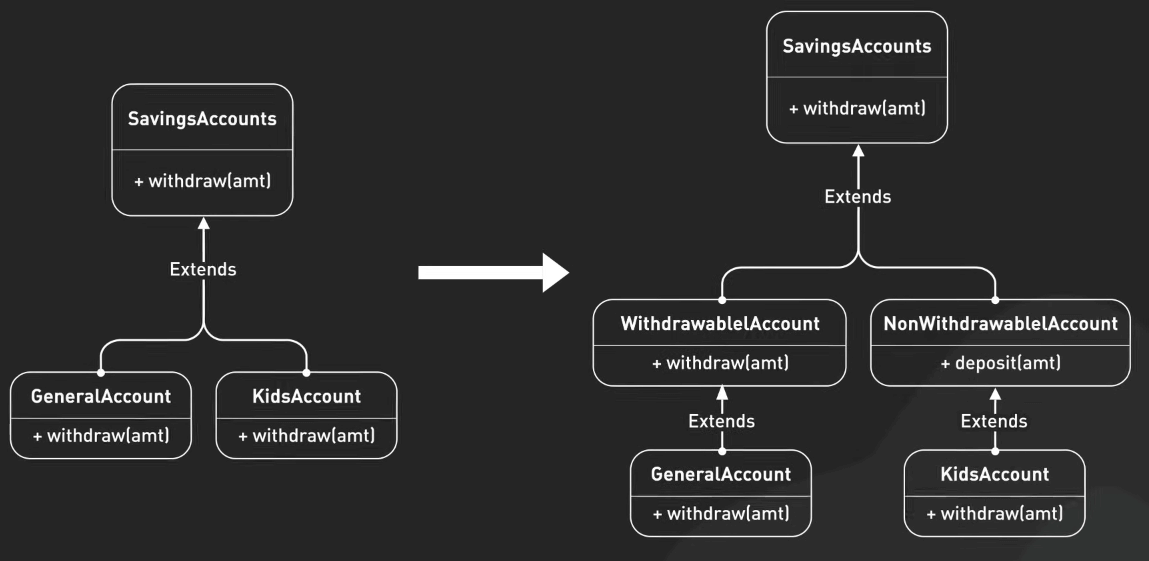 SavingsAccounts
+ withdraw(amt)
Extends
GeneralAccount
+ withdraw(amt)
KidsAccount
+ withdraw(amt)
SavingsAccounts
+ withdraw(amt)
Extends
WithdrawablelAccount
+ withdraw(amt)
NonWithdrawablelAccount
+ deposit(amt)
Extends
Extends
GeneralAccount
+ withdraw(amt)
KidsAccount
+ withdraw(amt)